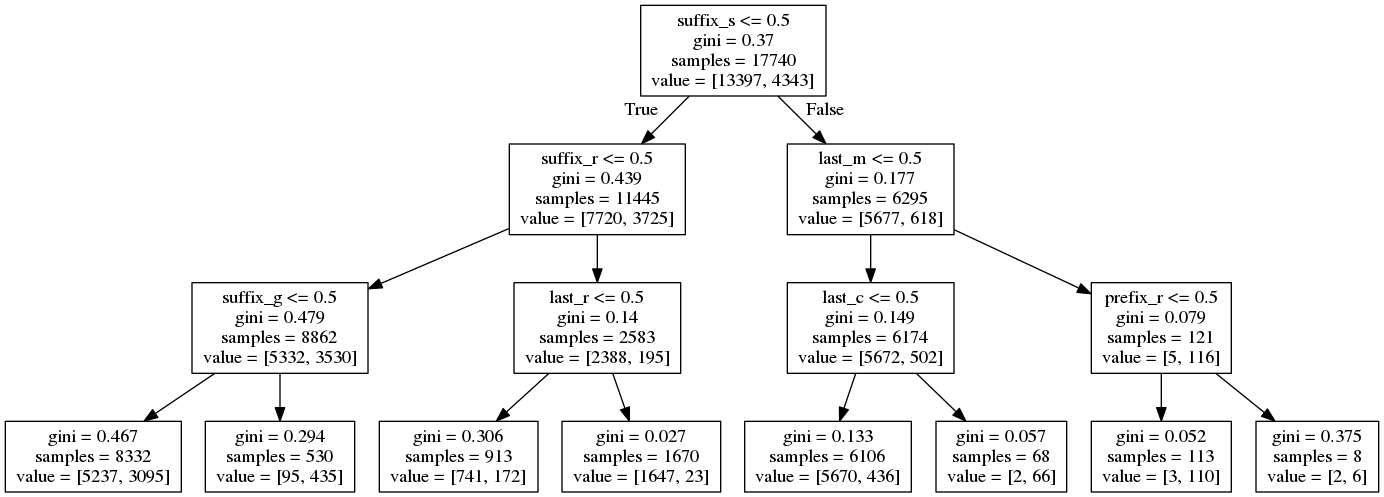 suffix_s <= 0.5
gini = 0.37
samples = 17740
value = [13397, 4343]
True
False
suffix_r <= 0.5
gini = 0.439
samples = 11445
value = [7720, 3725]
last_m <= 0.5
gini = 0.177
samples = 6295
value = [5677, 618]
suffix_g <= 0.5
gini = 0.479
samples = 8862
value = [5332, 3530]
last_r <= 0.5
gini = 0.14
samples = 2583
value = [2388, 195]
last_c <= 0.5
gini = 0.149
samples = 6174
value = [5672, 502]
prefix_r <= 0.5
gini = 0.079
samples = 121
value = [5, 116]
gini = 0.467
samples = 8332
value = [5237, 3095]
gini = 0.294
samples = 530
value = [95, 435]
gini = 0.306
samples = 913
value = [741, 172]
gini = 0.027
samples = 1670
value = [1647, 23]
gini = 0.133
samples = 6106
value = [5670, 436]
gini = 0.057
samples = 68
value = [2, 66]
gini = 0.052
samples = 113
value = [3, 110]
gini = 0.375
samples = 8
value = [2, 6]